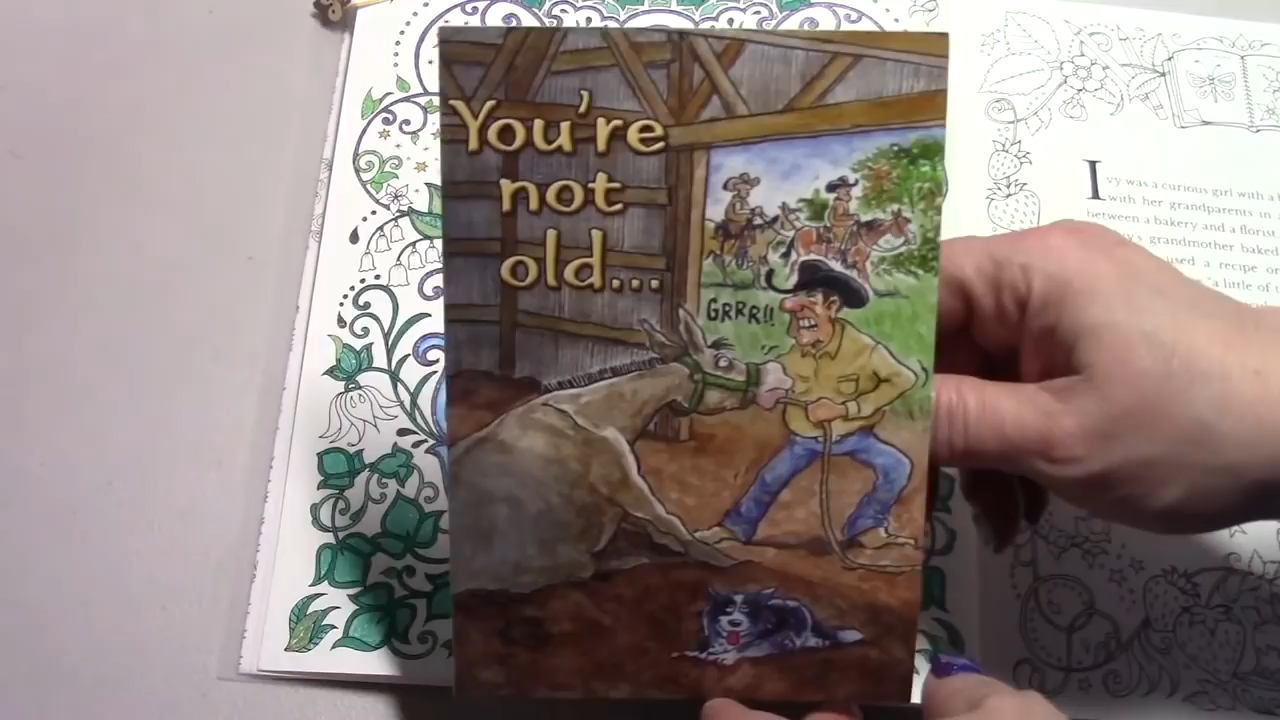 You're
not
old...
GRRR!!
Ivy was a curious girl with a
with her grandparents in
between a bakery and a florist.
grandmother baked
used a recipe
"a little of